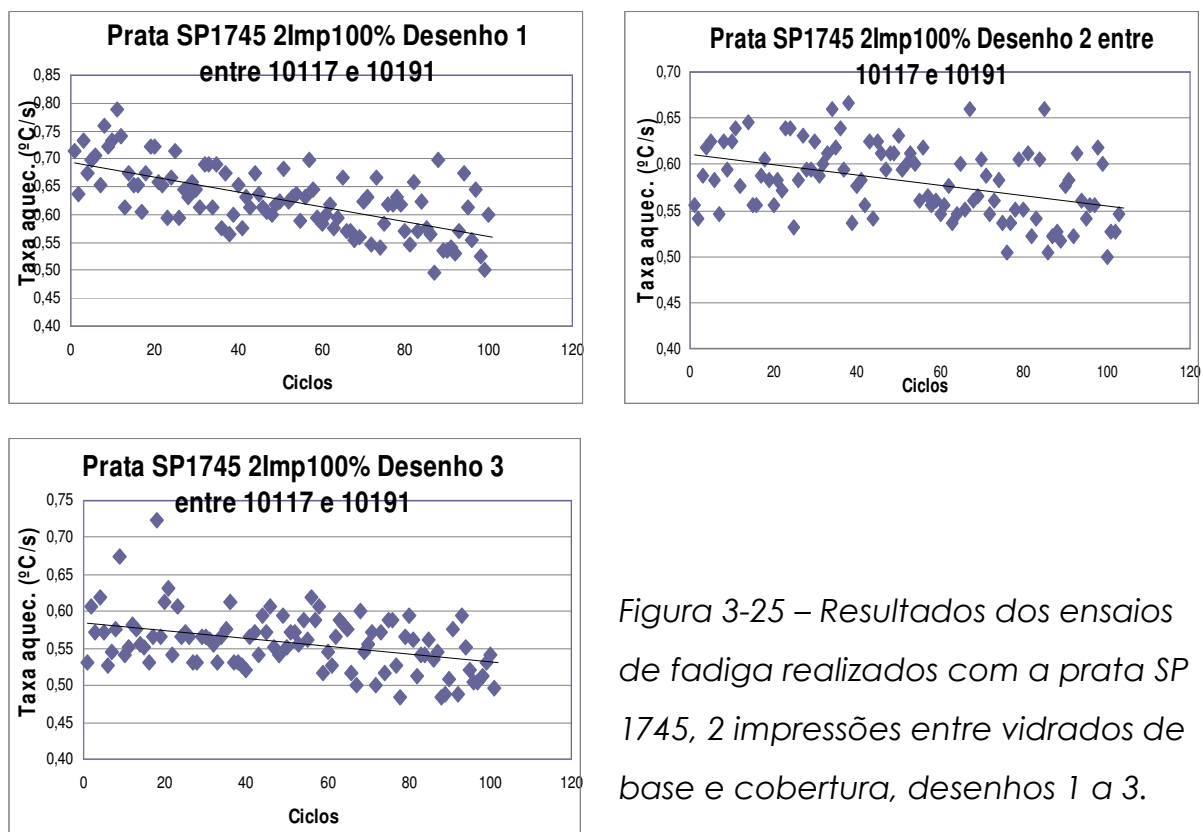 Prata SP1745 2Imp100% Desenho 1
entre 10117 e 10191
Taxa aquec. (ºC/s)
0,85
0,80
0,75
0,70
0,65
0,60
0,55
0,50
0,45
0,40
0 20 40 60 80 100 120
Ciclos
Prata SP1745 2Imp100% Desenho 2 entre
10117 e 10191
Taxa aquec. (ºC/s)
0,70
0,65
0,60
0,55
0,50
0,45
0,40
0 20 40 60 80 100 120
Ciclos
Prata SP1745 2Imp100% Desenho 3
entre 10117 e 10191
Taxa aquec. (ºC/s)
0,75
0,70
0,65
0,60
0,55
0,50
0,45
0,40
0 20 40 60 80 100 120
Ciclos
Figura 3-25 – Resultados dos ensaios
de fadiga realizados com a prata SP
1745, 2 impressões entre vidrados de
base e cobertura, desenhos 1 a 3.